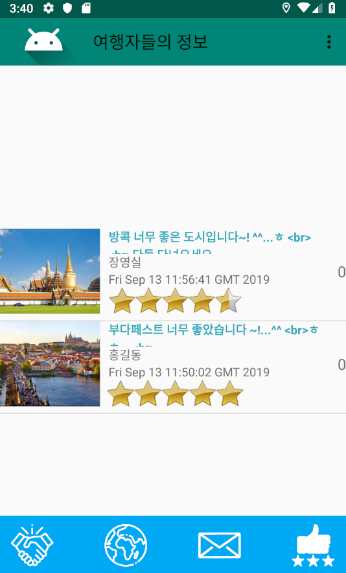 3:40
여행자들의 정보
방콕 너무 좋은 도시입니다~! ^^...ㅎ <br>
장영실
0
Fri Sep 13 11:56:41 GMT 2019
부다페스트 너무 좋았습니다 ~!...^^ <br>ㅎ
홍길동
0
Fri Sep 13 11:50:02 GMT 2019